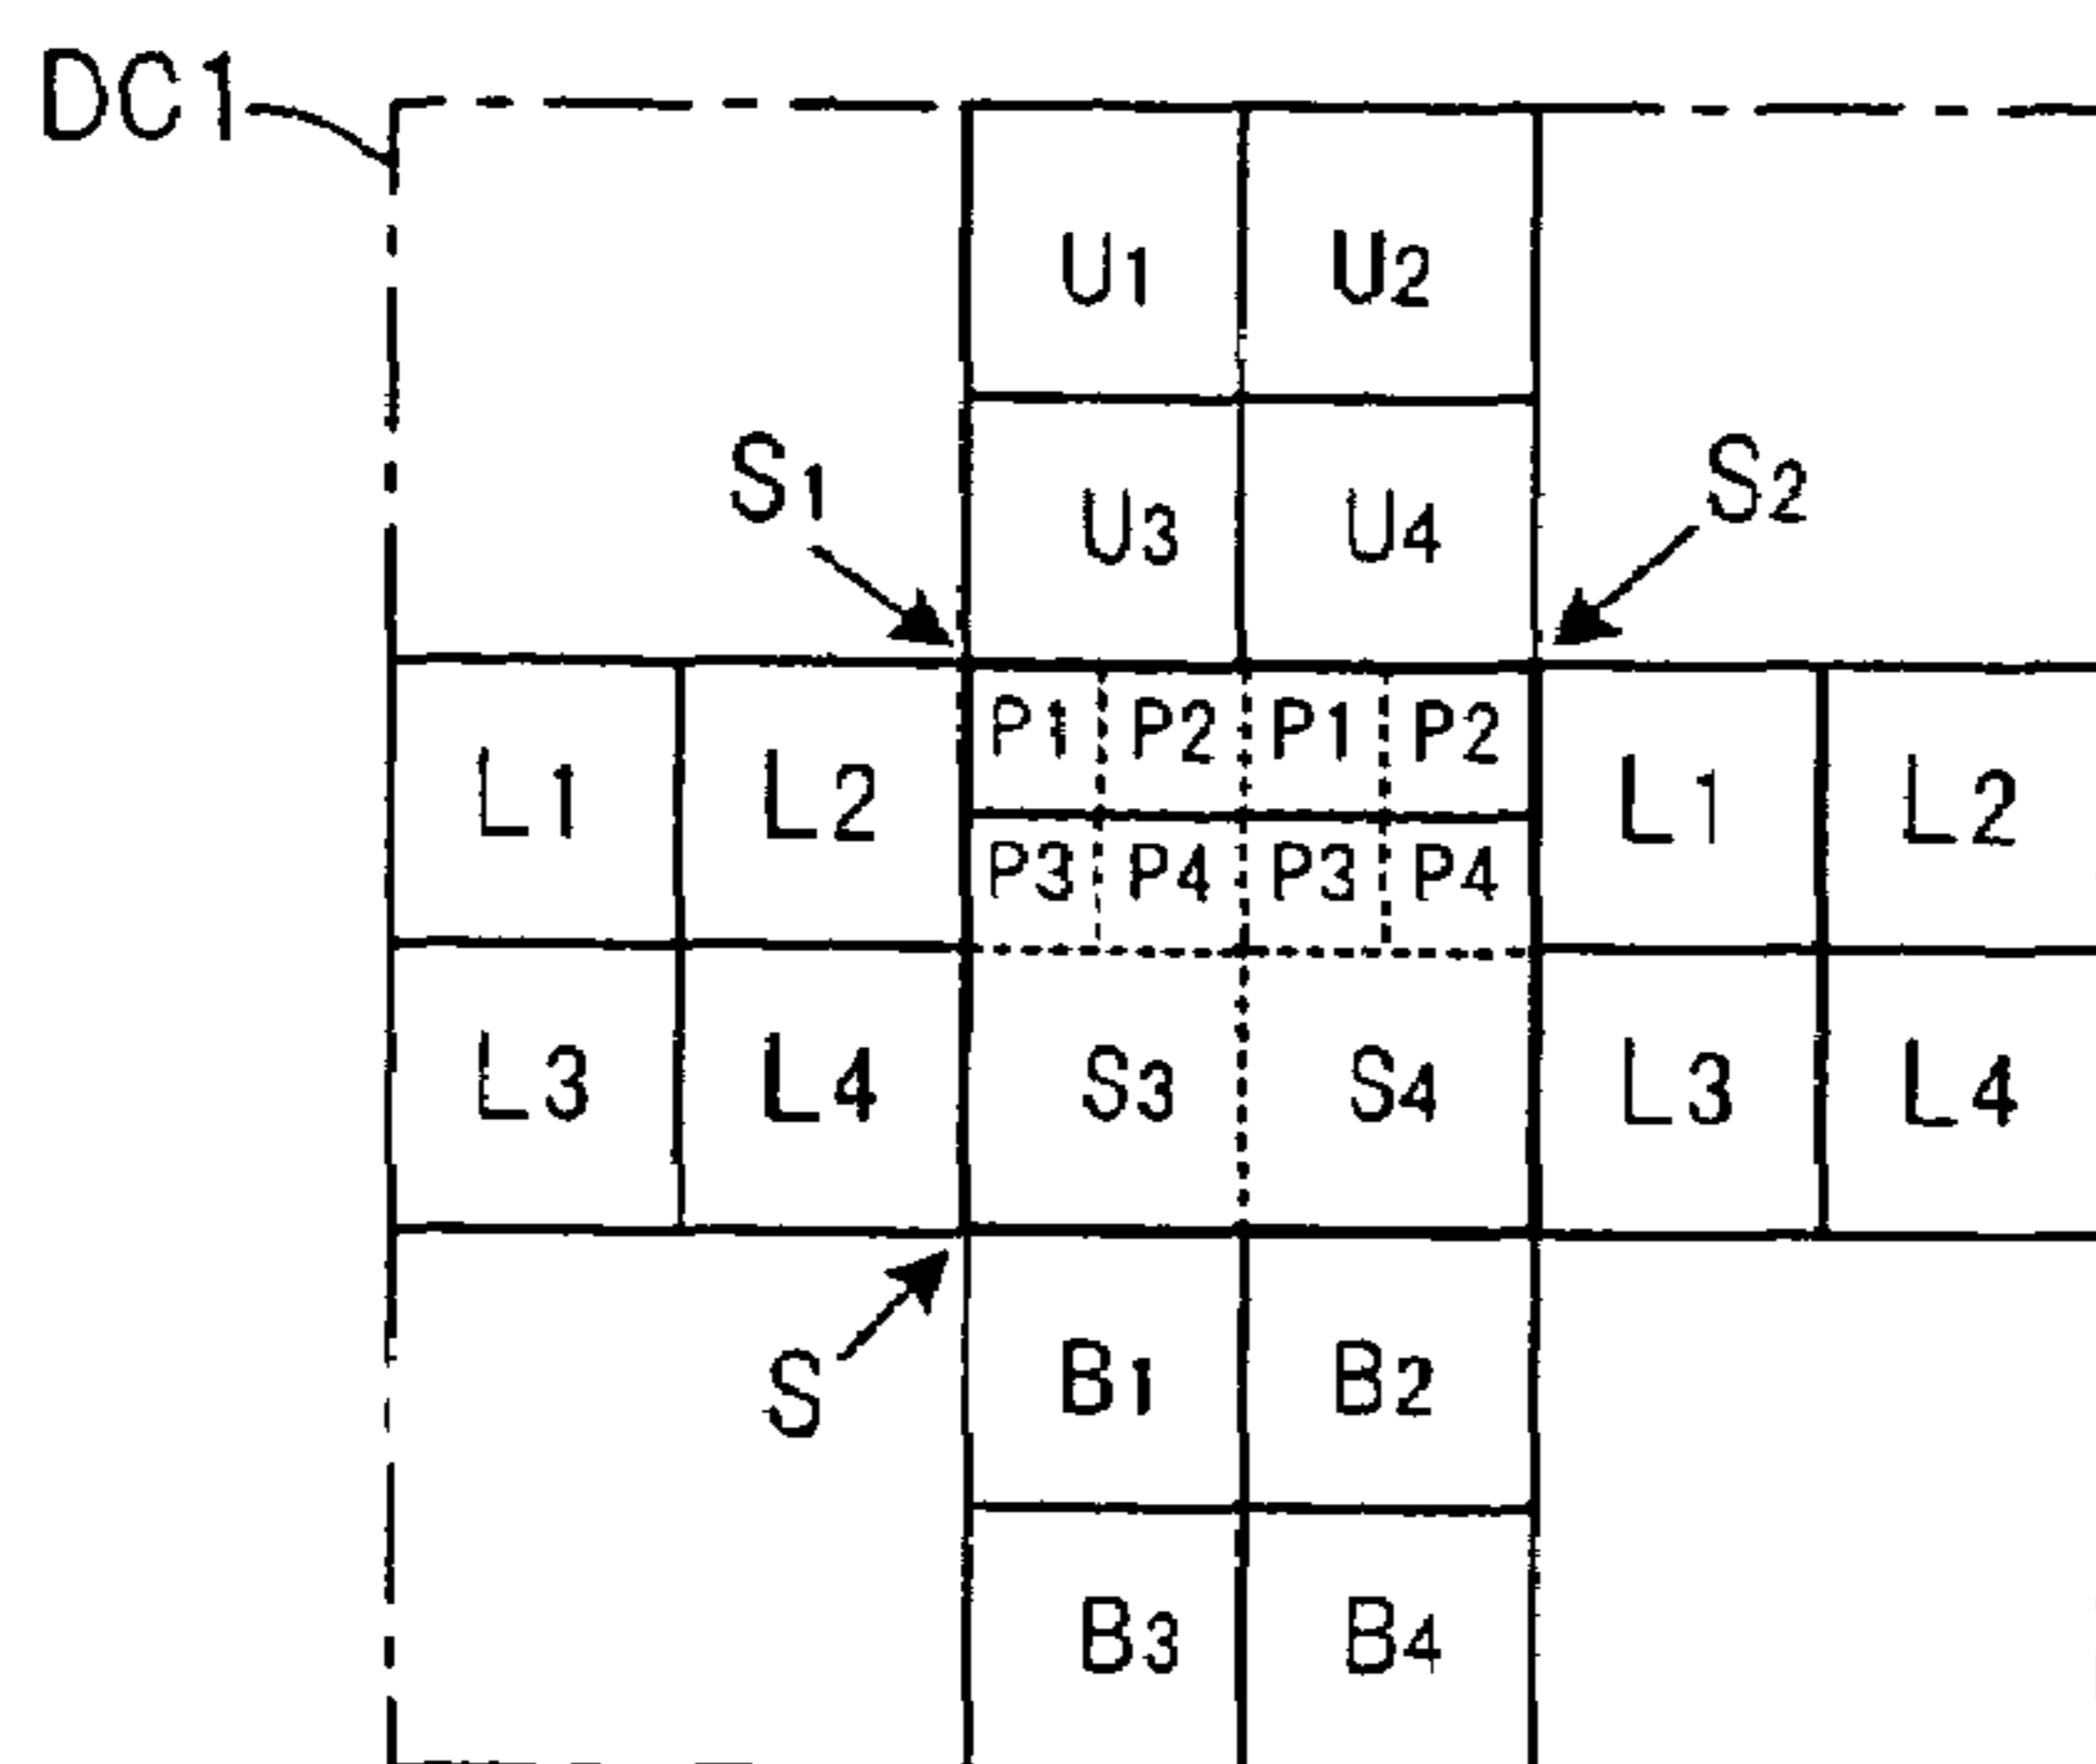 DC1
U1 U2
S1 U3 U4 S2
P1 P2 P1 P2
L1 L2 L1 L2
P3 P4 P3 P4
L3 L4 S3 S4 L3 L4
S B1 B2
B3 B4